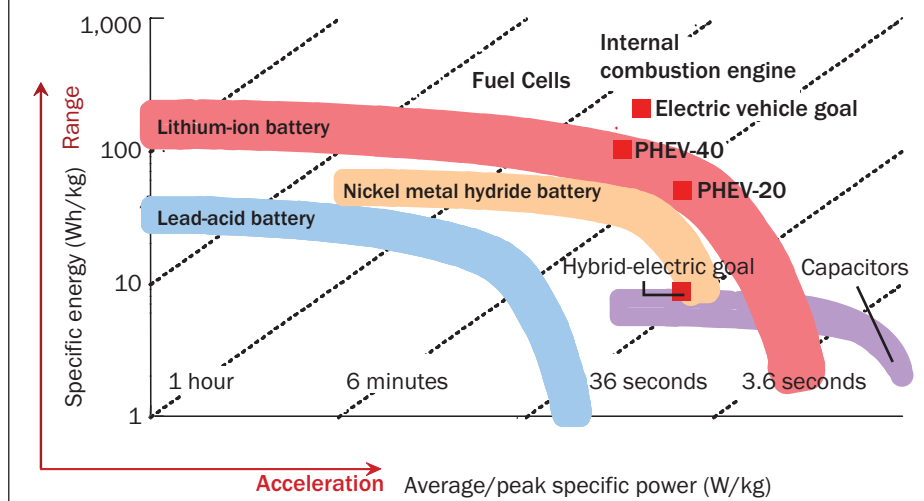 1,000
Internal
combustion engine
Fuel Cells
Electric vehicle goal
Lithium-ion battery
100
PHEV-40
Nickel metal hydride battery
PHEV-20
Lead-acid battery
Hybrid-electric goal
Capacitors
10
1 hour
6 minutes
36 seconds
3.6 seconds
1
Specific energy (Wh/kg)
Range
Acceleration
Average/peak specific power (W/kg)